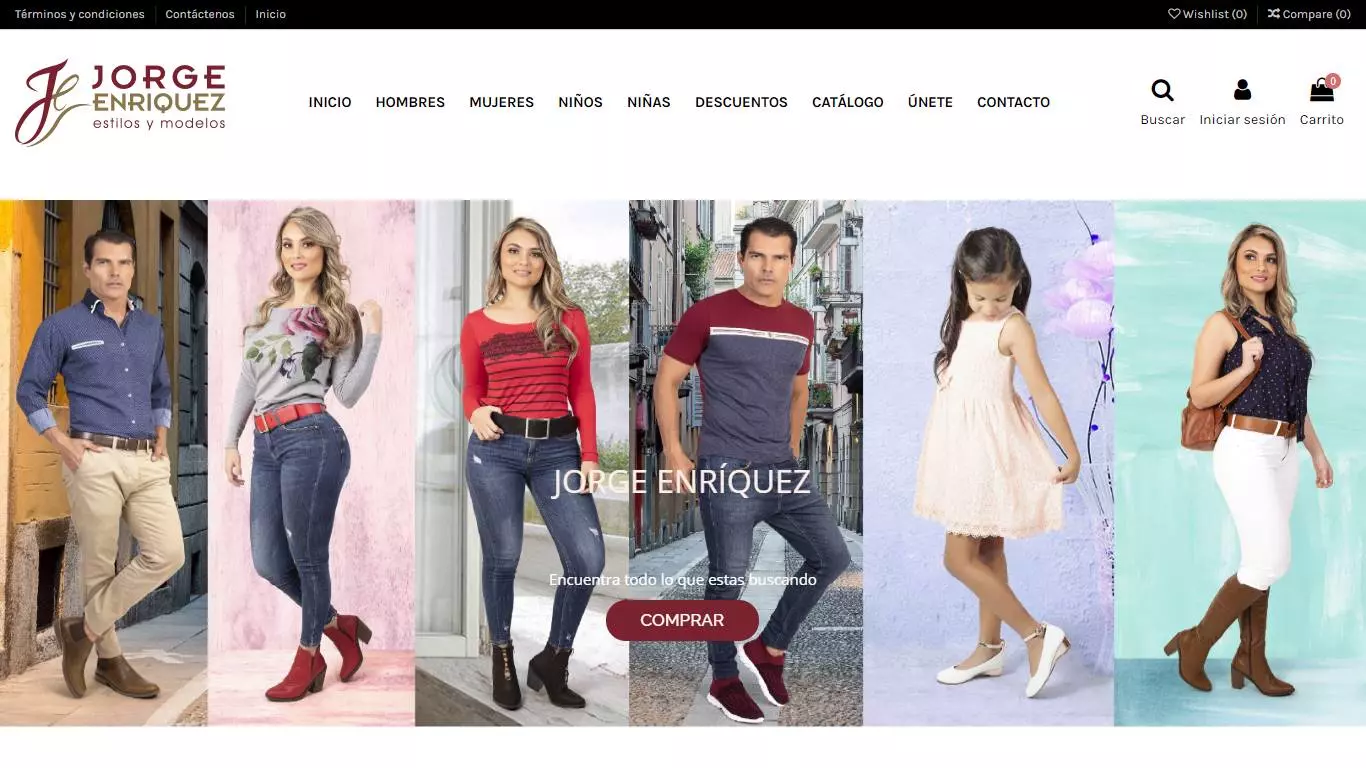 Términos y condiciones
Contáctenos
Inicio
Wishlist (0)
Compare (0)
JORGE
ENRIQUEZ
estilos y modelos
INICIO
HOMBRES
MUJERES
NIÑOS
NIÑAS
DESCUENTOS
CATÁLOGO
ÚNETE
CONTACTO
Buscar
Iniciar sesión
0
Carrito
JORGE ENRÍQUEZ
Encuentra todo lo que estas buscando
COMPRAR